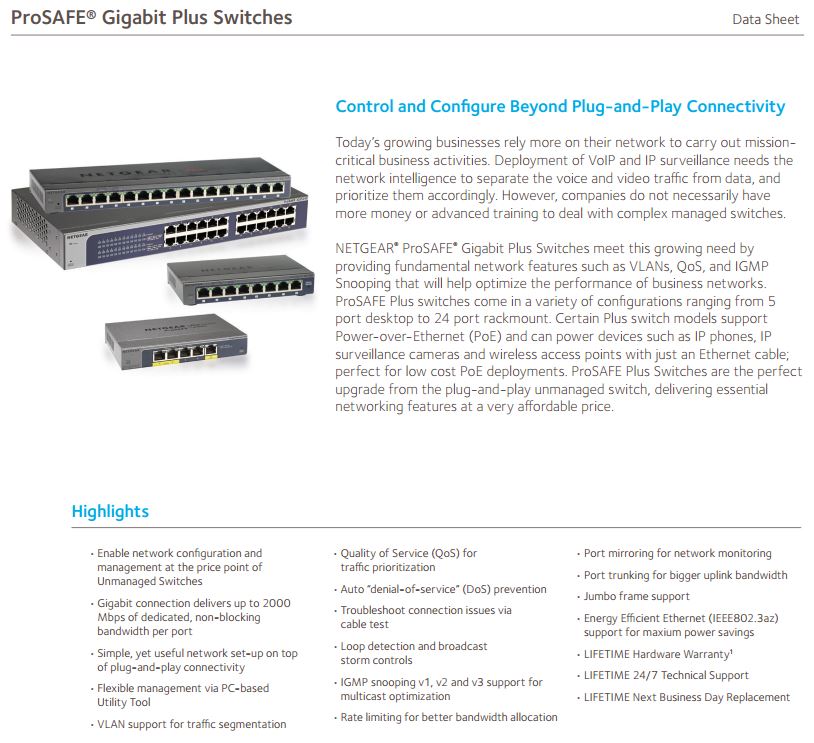 ProSAFE® Gigabit Plus Switches
Data Sheet
NETGEAR
NETGEAR
NETGEAR
NETGEAR
Control and Configure Beyond Plug-and-Play Connectivity
Today's growing businesses rely more on their network to carry out mission-
critical business activities. Deployment of VoIP and IP surveillance needs the
network intelligence to separate the voice and video traffic from data, and
prioritize them accordingly. However, companies do not necessarily have
more money or advanced training to deal with complex managed switches.
NETGEAR® ProSAFE® Gigabit Plus Switches meet this growing need by
providing fundamental network features such as VLANs, QoS, and IGMP
Snooping that will help optimize the performance of business networks.
ProSAFE Plus switches come in a variety of configurations ranging from 5
port desktop to 24 port rackmount. Certain Plus switch models support
Power-over-Ethernet (PoE) and can power devices such as IP phones, IP
surveillance cameras and wireless access points with just an Ethernet cable;
perfect for low cost PoE deployments. ProSAFE Plus Switches are the perfect
upgrade from the plug-and-play unmanaged switch, delivering essential
networking features at a very affordable price.
Highlights
• Enable network configuration and
management at the price point of
Unmanaged Switches
• Gigabit connection delivers up to 2000
Mbps of dedicated, non-blocking
bandwidth per port
• Simple, yet useful network set-up on top
of plug-and-play connectivity
• Flexible management via PC-based
Utility Tool
• VLAN support for traffic segmentation
• Quality of Service (QoS) for
traffic prioritization
• Auto "denial-of-service" (DoS) prevention
• Troubleshoot connection issues via
cable test
• Loop detection and broadcast
storm controls
• IGMP snooping v1, v2 and v3 support for
multicast optimization
• Rate limiting for better bandwidth allocation
• Port mirroring for network monitoring
• Port trunking for bigger uplink bandwidth
• Jumbo frame support
• Energy Efficient Ethernet (IEEE802.3az)
support for maxium power savings
• LIFETIME Hardware Warranty¹
• LIFETIME 24/7 Technical Support
• LIFETIME Next Business Day Replacement